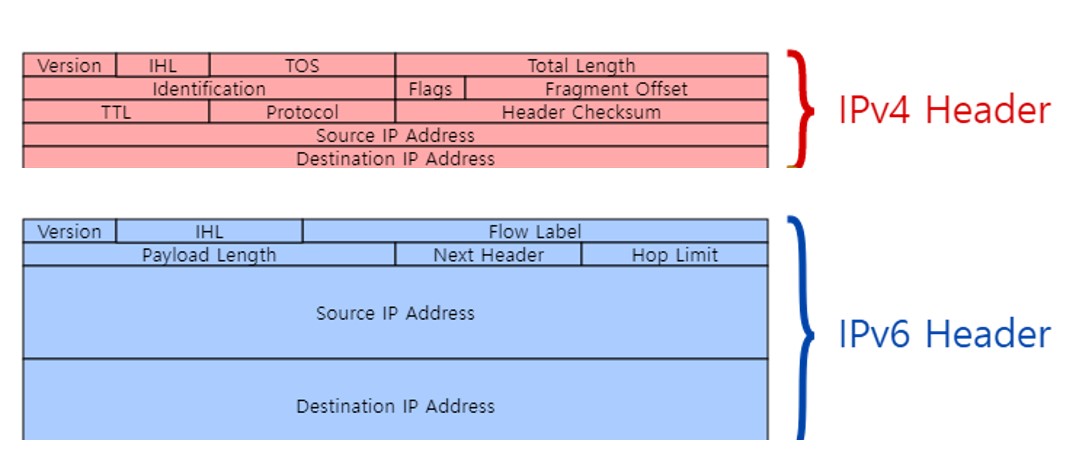 Version IHL TOS Total Length
Identification Flags Fragment Offset
TTL Protocol Header Checksum
Source IP Address
Destination IP Address
IPv4 Header
Version IHL Flow Label
Payload Length Next Header Hop Limit
Source IP Address
Destination IP Address
IPv6 Header